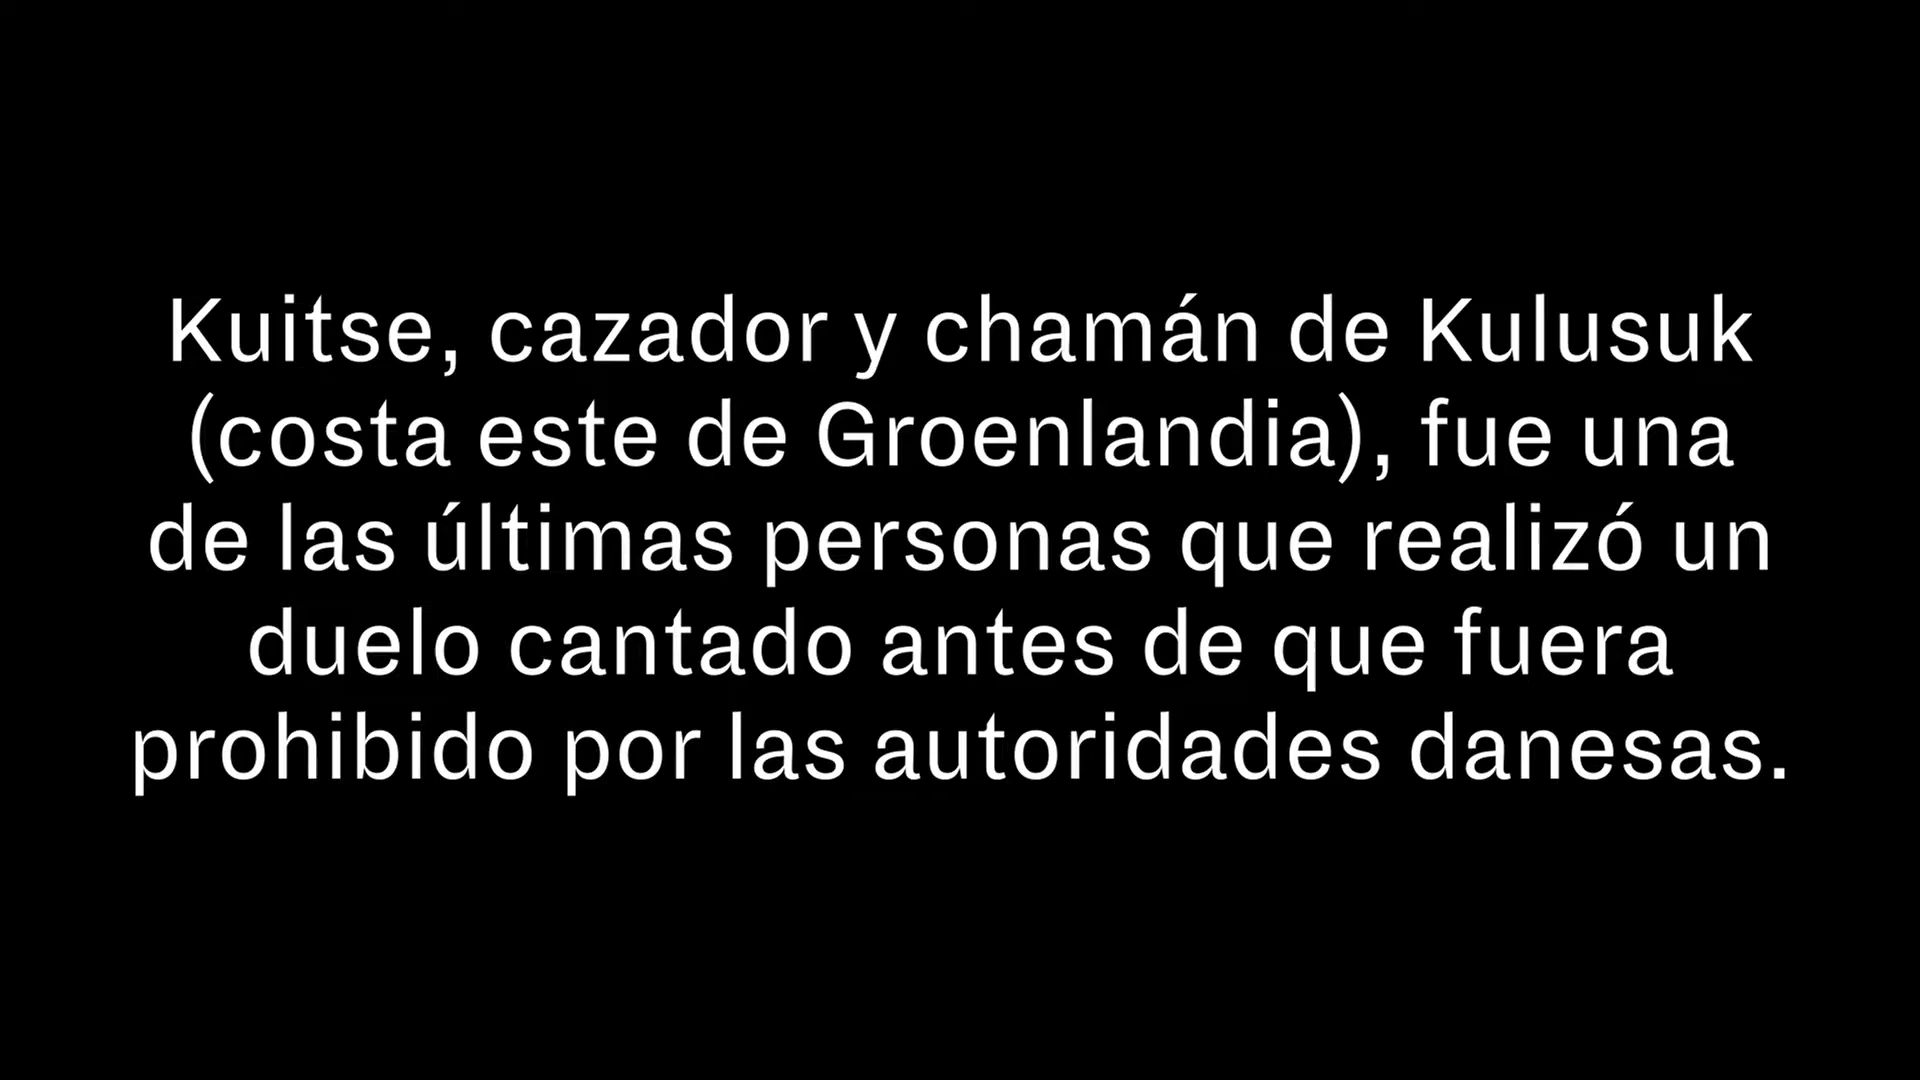 Kuitse, cazador y chamán de Kulusuk
(costa este de Groenlandia), fue una
de las últimas personas que realizó un
duelo cantado antes de que fuera
prohibido por las autoridades danesas.